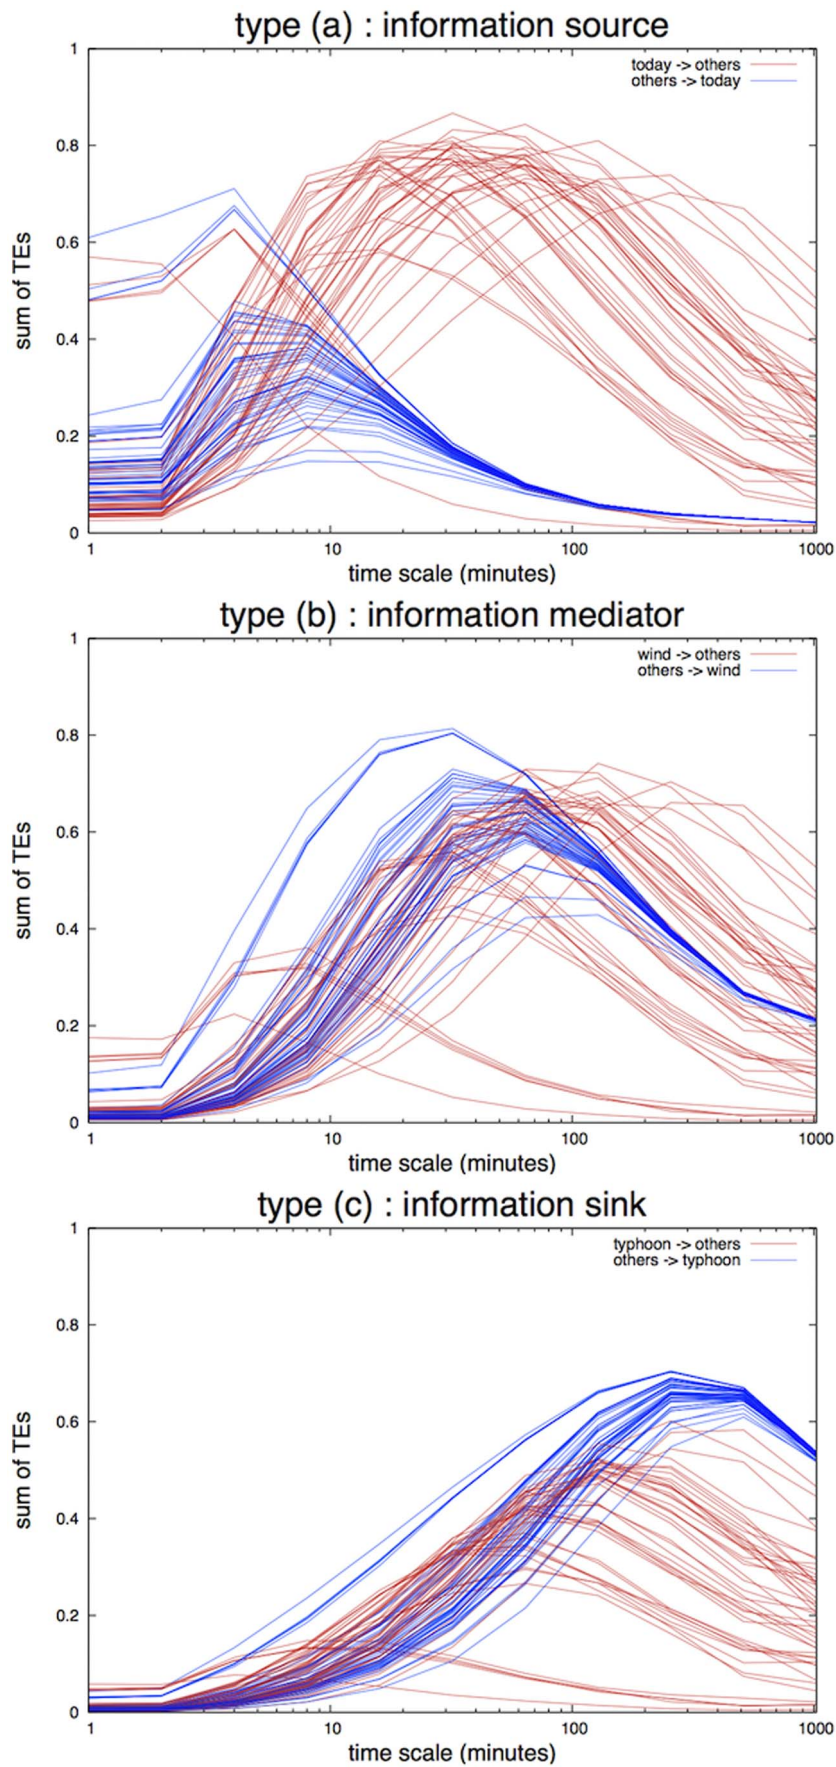 type (a) : information source
1
0.8
0.6
0.4
0.2
0
sum of TEs
today -> others
others -> today
1
10
100
1000
time scale (minutes)
type (b) : information mediator
1
0.8
0.6
0.4
0.2
0
sum of TEs
wind -> others
others -> wind
1
10
100
1000
time scale (minutes)
type (c) : information sink
1
0.8
0.6
0.4
0.2
0
sum of TEs
typhoon -> others
others -> typhoon
1
10
100
1000
time scale (minutes)